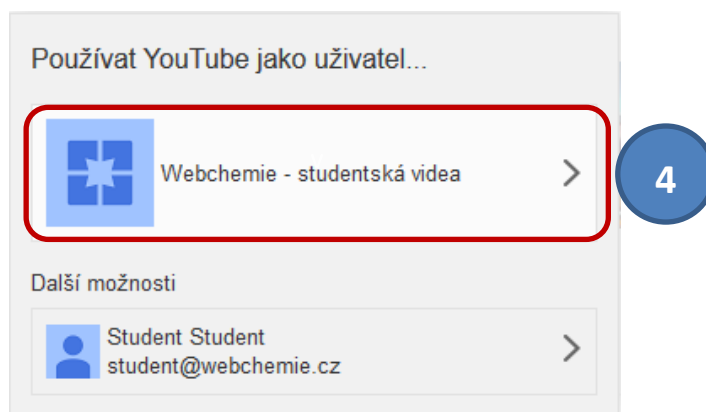 Používat YouTube jako uživatel...
Webchemie - studentská videa
4
Další možnosti
Student Student
student@webchemie.cz